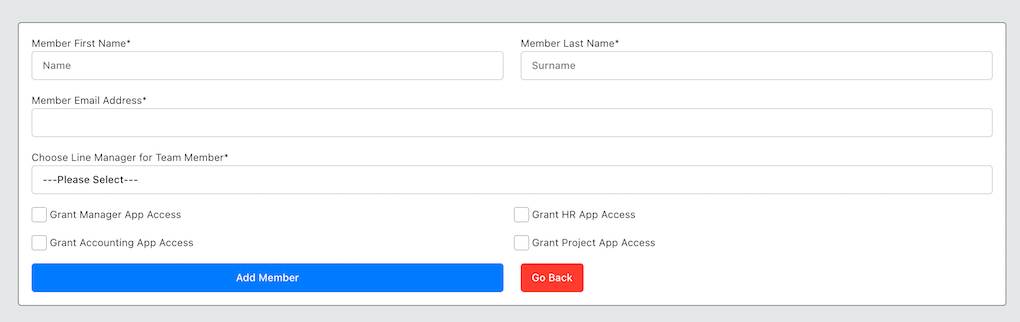 Member First Name* Member Last Name*
Name Surname
Member Email Address*
Choose Line Manager for Team Member*
---Please Select---
Grant Manager App Access Grant HR App Access
Grant Accounting App Access Grant Project App Access
Add Member Go Back